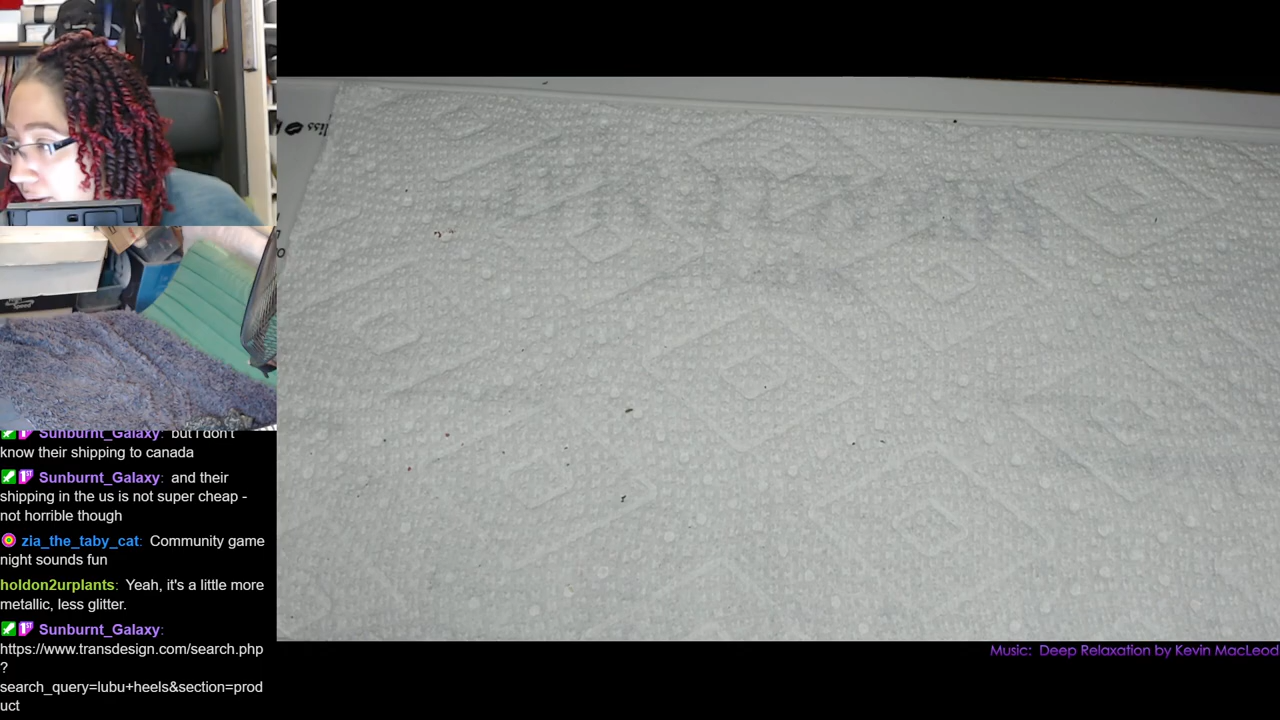 Sunburnt_Galaxy: but I don't
know their shipping to canada
Sunburnt_Galaxy: and their
shipping in the us is not super cheap -
not horrible though
zia_the_taby_cat: Community game
night sounds fun
holdon2urplants: Yeah, it's a little more
metallic, less glitter.
Sunburnt_Galaxy:
https://www.transdesign.com/search.php
?
search_query=lubu+heels&section=prod
uct
Music: Deep Relaxation by Kevin MacLeod